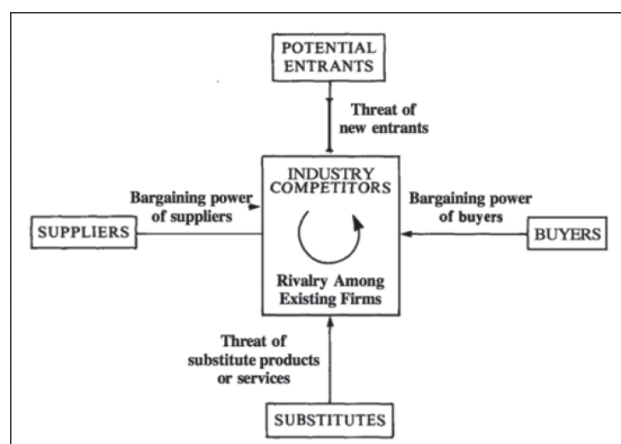 POTENTIAL
ENTRANTS
Threat of
new entrants
INDUSTRY
COMPETITORS
Bargaining power
of suppliers
Bargaining power
of buyers
SUPPLIERS
BUYERS
Rivalry Among
Existing Firms
Threat of
substitute products
or services
SUBSTITUTES